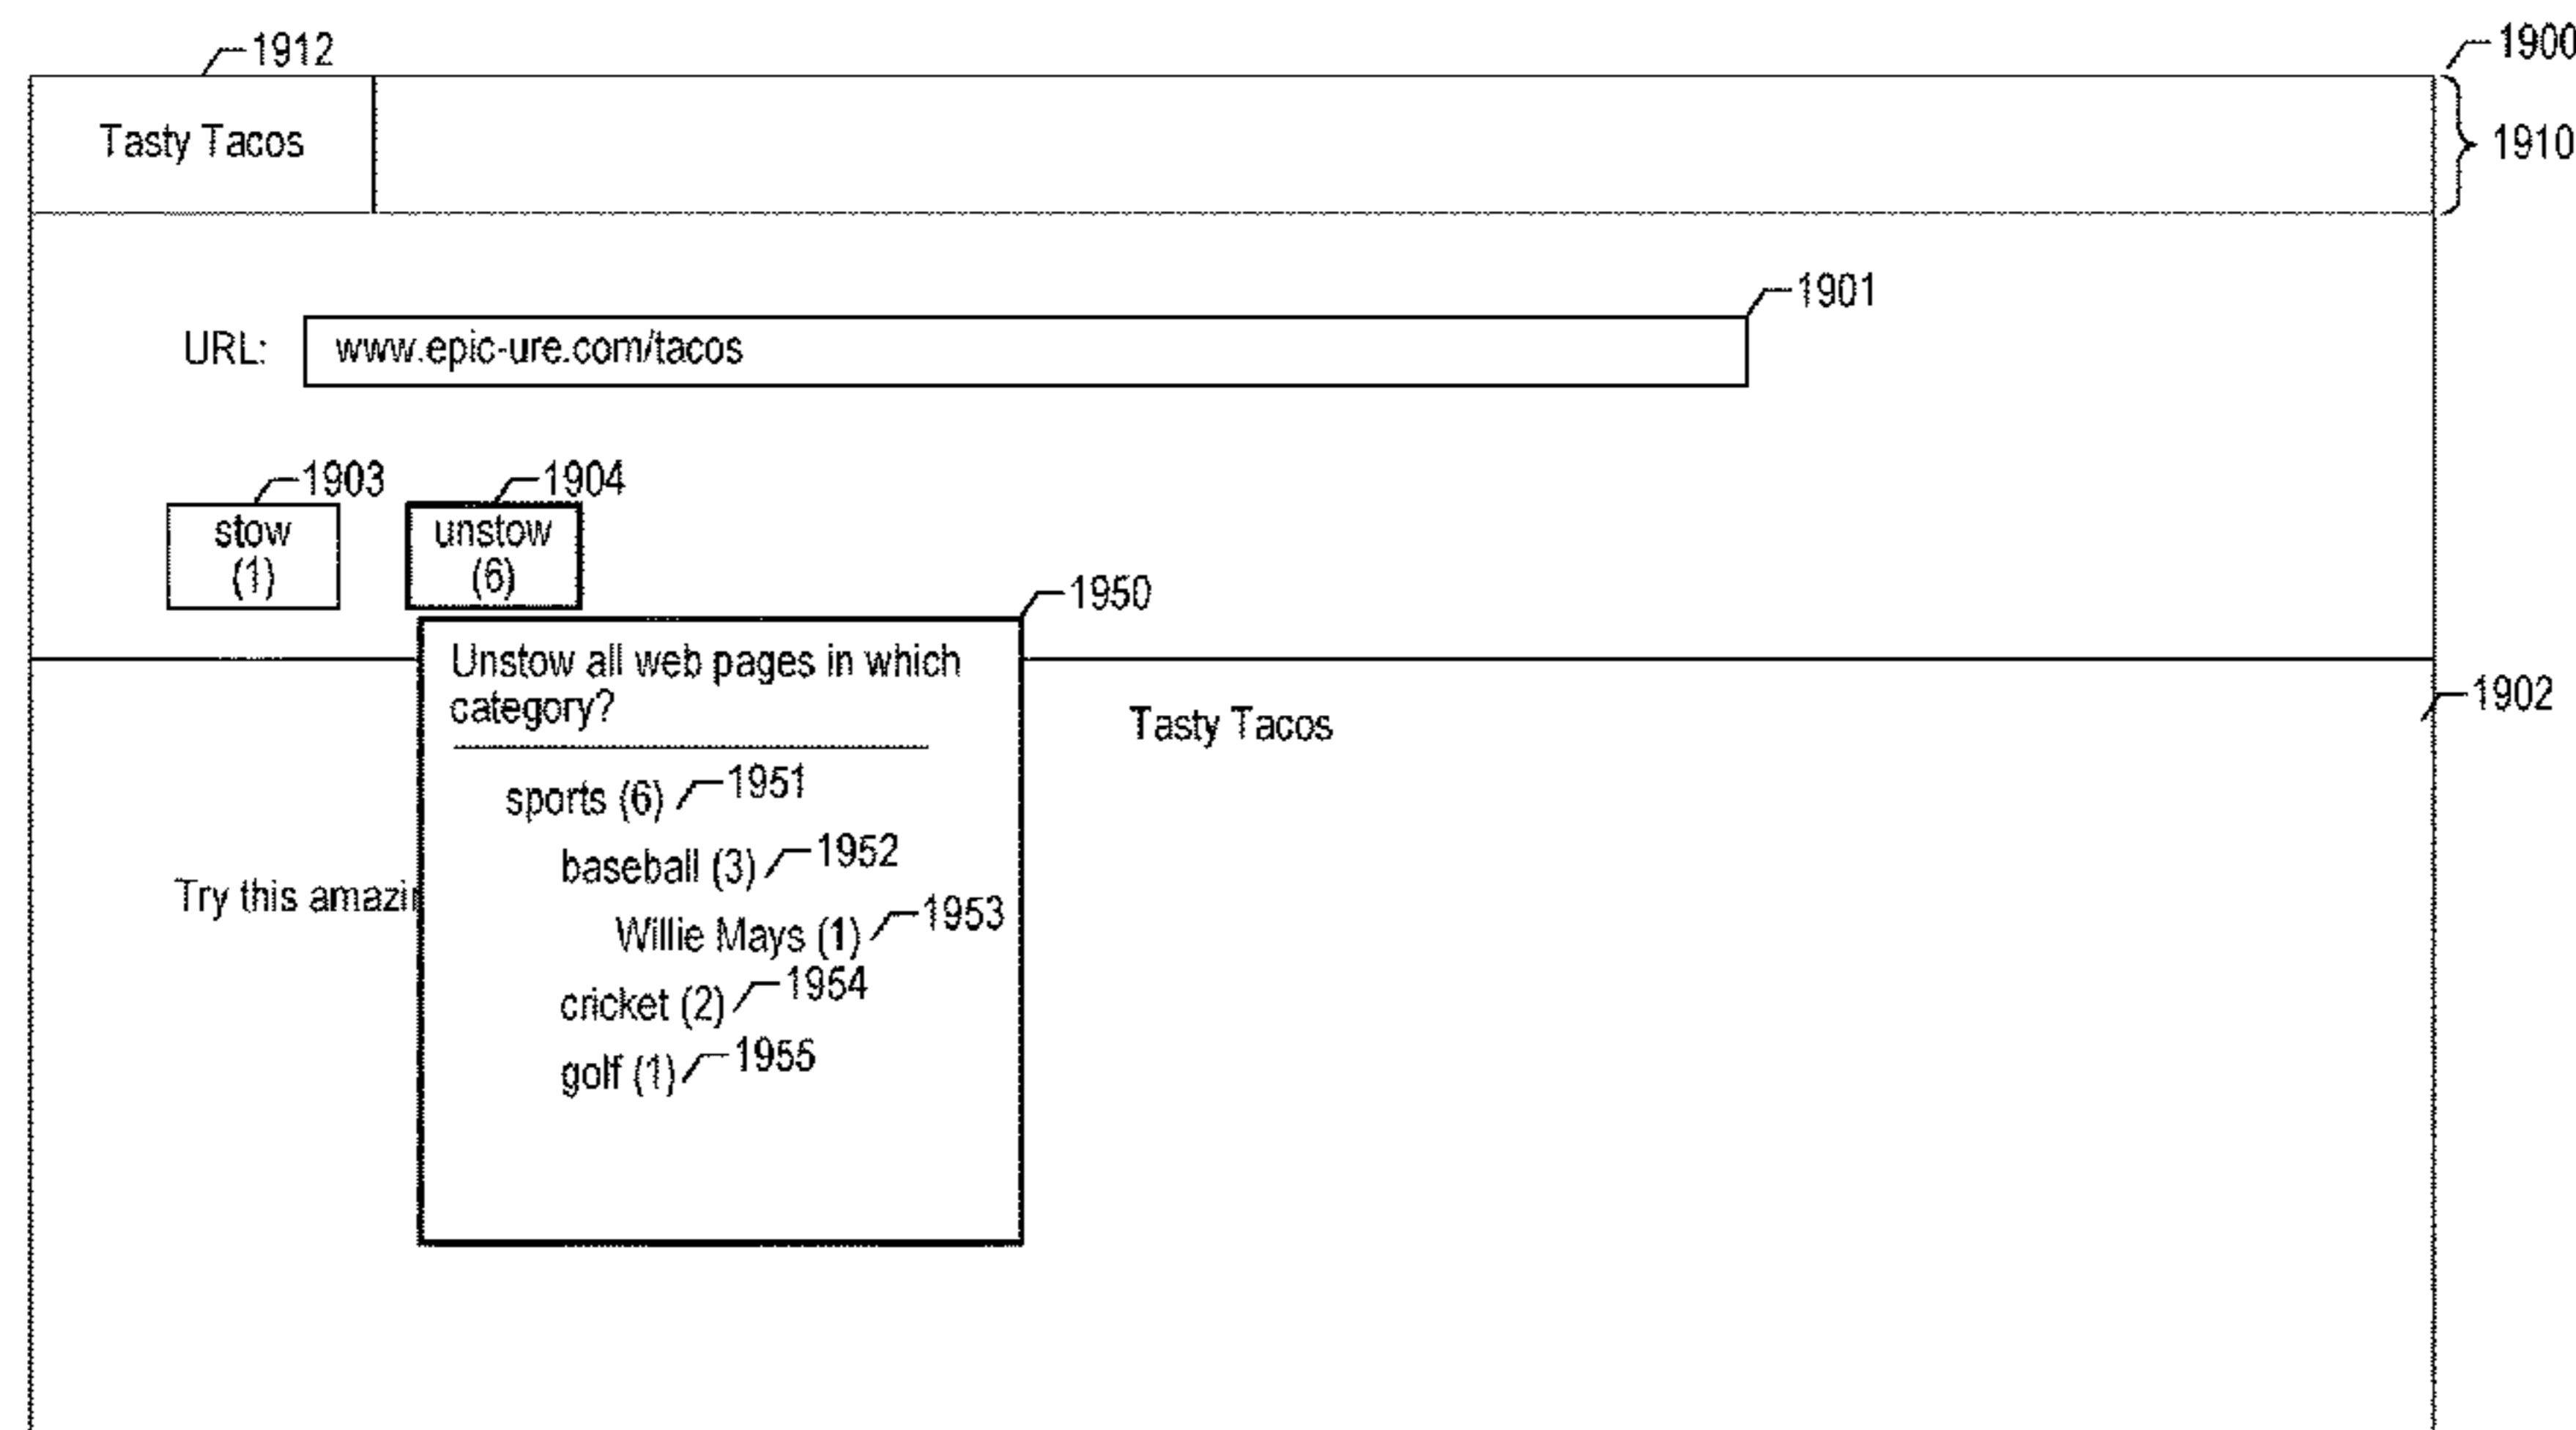 1912
1900
Tasty Tacos
1910
1901
URL: www.epic-ure.com/tacos
1903
1904
stow
(1)
unstow
(6)
1950
Unstow all web pages in which
category?
1902
Tasty Tacos
sports (6) 1951
baseball (3) 1952
Try this amazin
Willie Mays (1) 1953
cricket (2) 1954
golf (1) 1955